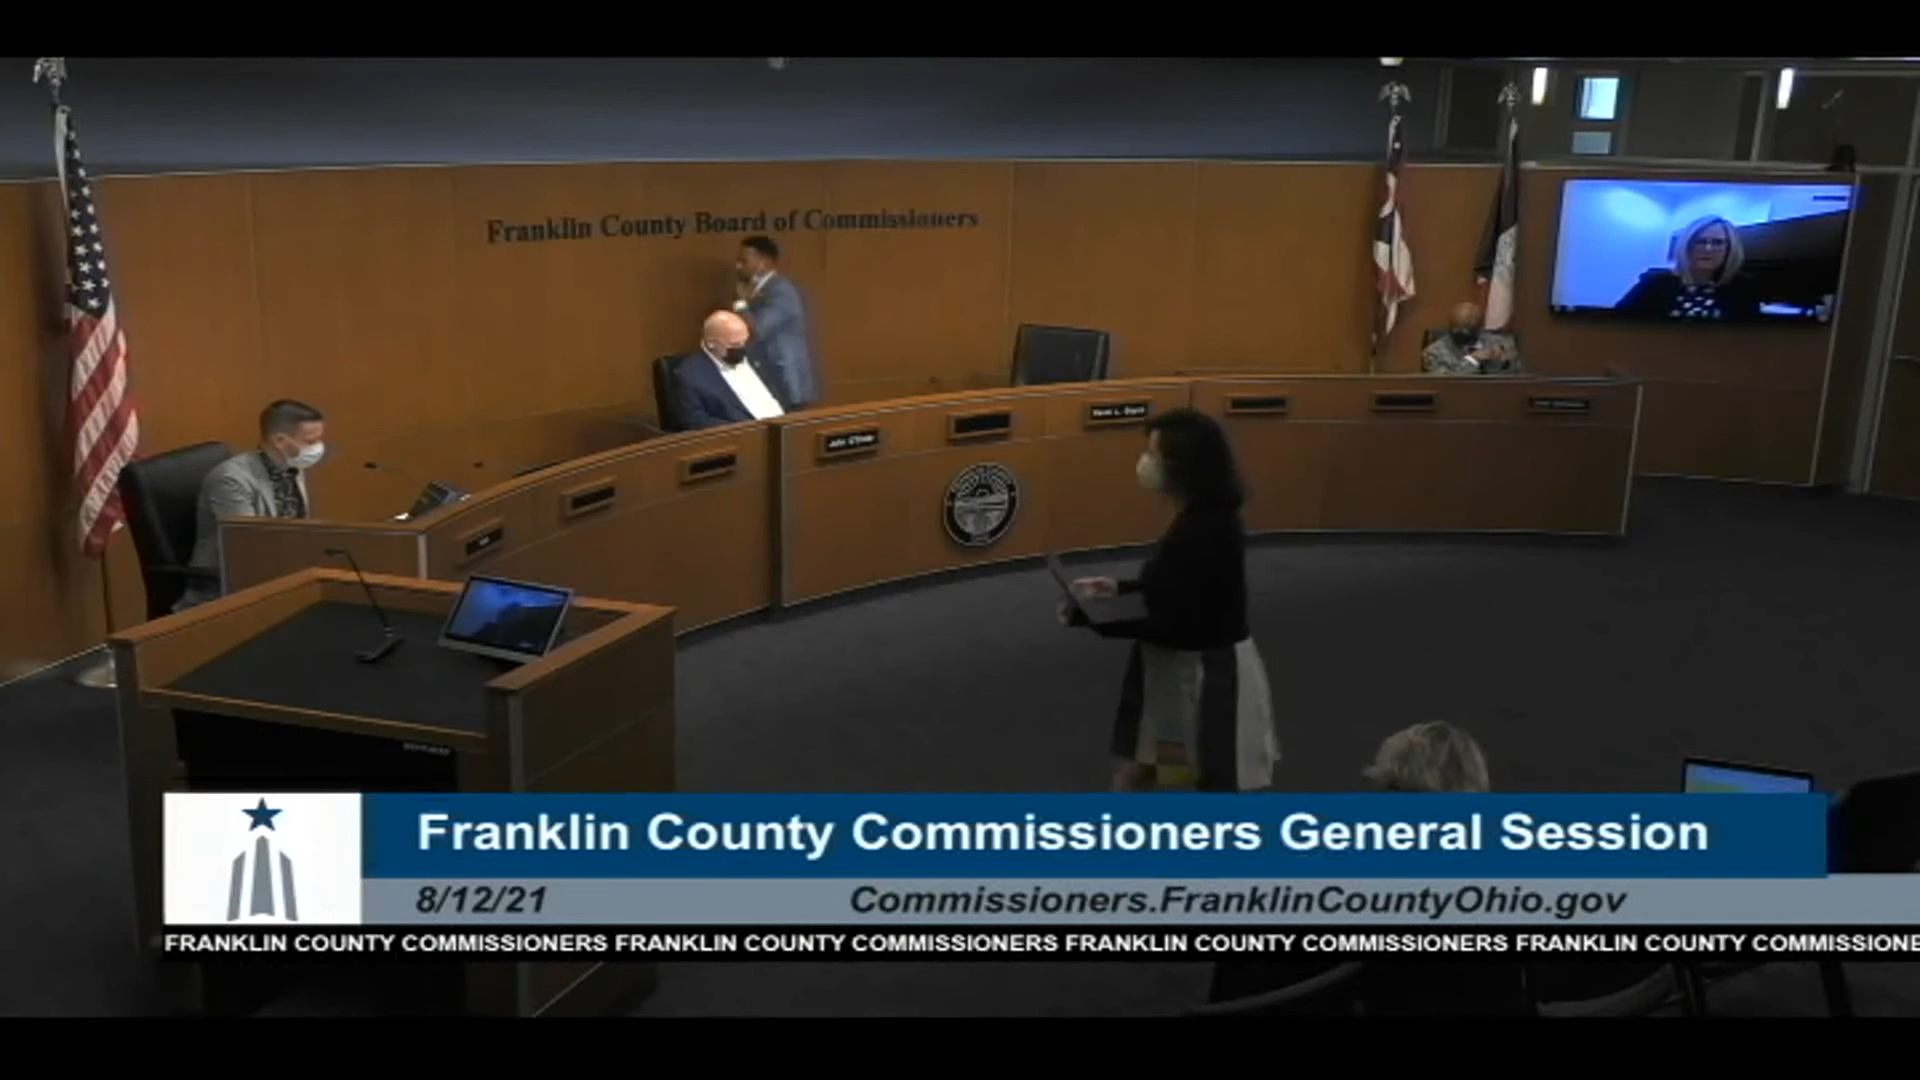 Franklin County Board of Commissioners
Franklin County Commissioners General Session
8/12/21
Commissioners.FranklinCountyOhio.gov
FRANKLIN COUNTY COMMISSIONERS FRANKLIN COUNTY COMMISSIONERS FRANKLIN COUNTY COMMISSIONERS FRANKLIN COUNTY COMMISSIONE